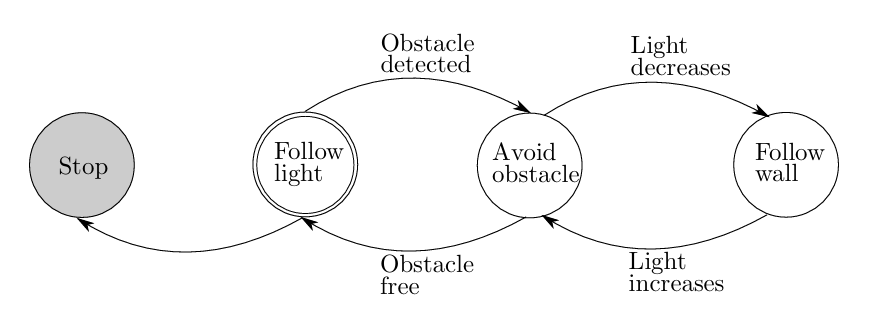 Obstacle
detected
Light
decreases
Stop
Follow
light
Avoid
obstacle
Follow
wall
Obstacle
free
Light
increases